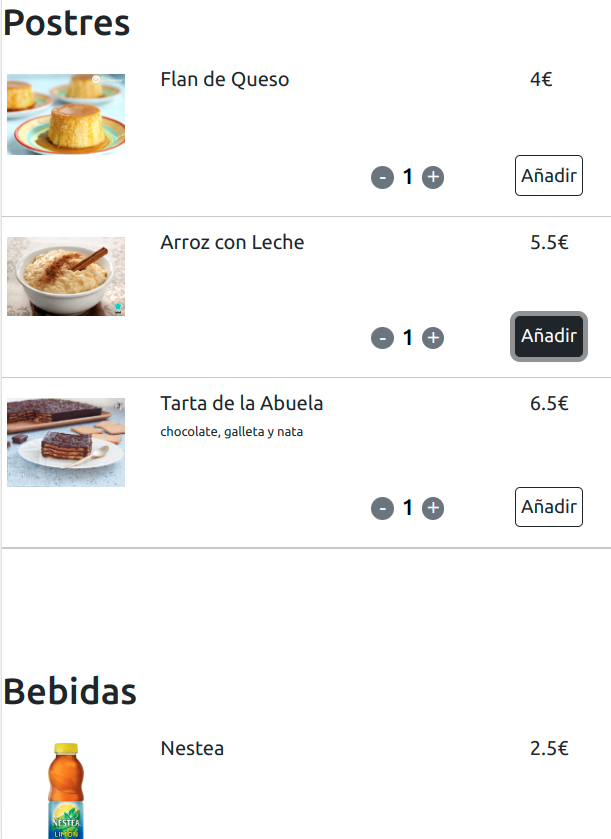 Postres
Flan de Queso 4€
- 1 + Añadir
Arroz con Leche 5.5€
- 1 + Añadir
Tarta de la Abuela 6.5€
chocolate, galleta y nata
- 1 + Añadir
Bebidas
Nestea 2.5€
NESTEA
LIMÓN